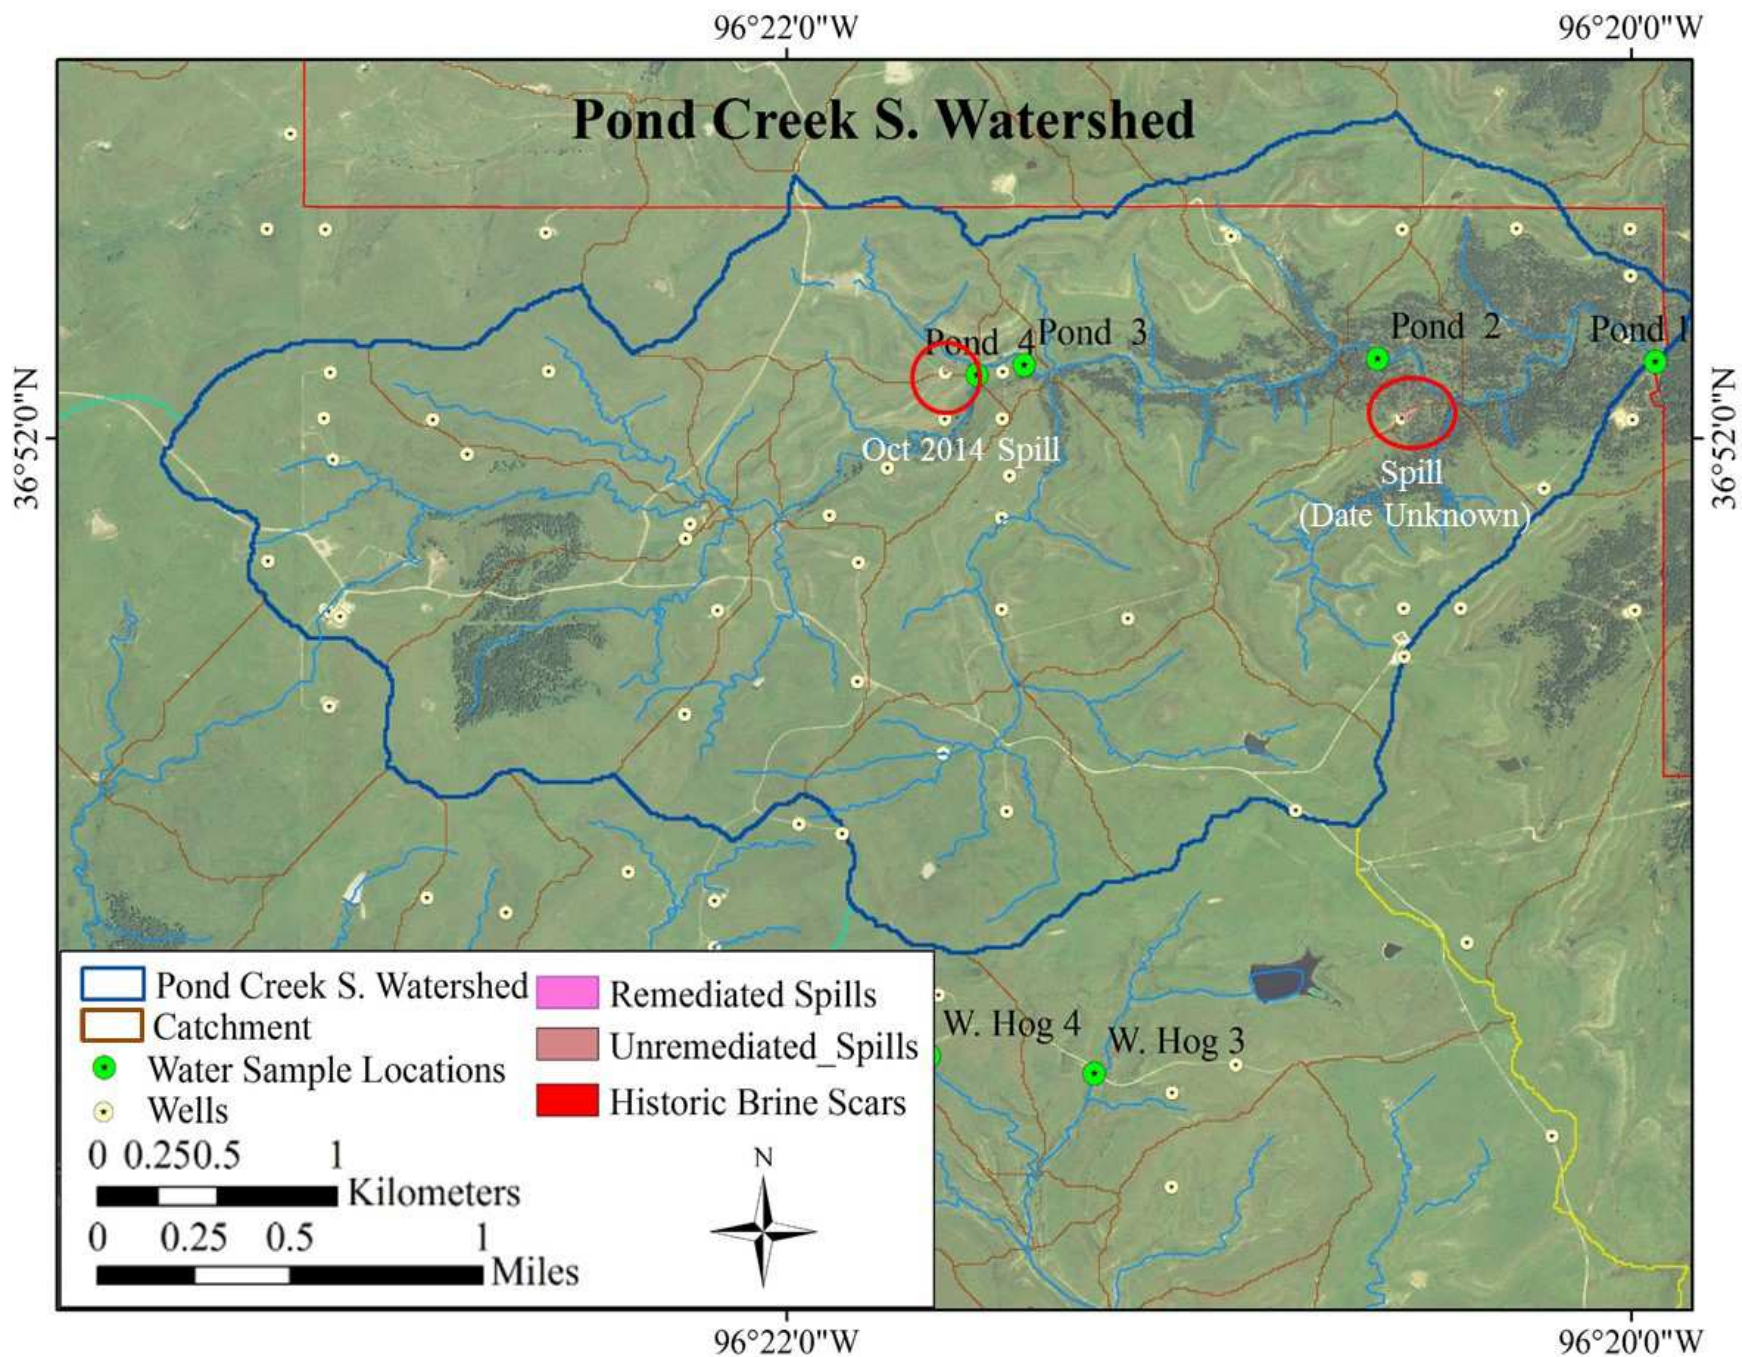 96°22'0"W
96°20'0"W
Pond Creek S. Watershed
Pond 4
Pond 3
Pond 2
Pond 1
36°52'0"N
36°52'0"N
Oct 2014 Spill
Spill
(Date Unknown)
W. Hog 4
W. Hog 3
Pond Creek S. Watershed
Catchment
Water Sample Locations
Wells
Remediated Spills
Unremediated_Spills
Historic Brine Scars
0 0.25 0.5 1
Kilometers
0 0.25 0.5 1
Miles
N
96°22'0"W
96°20'0"W